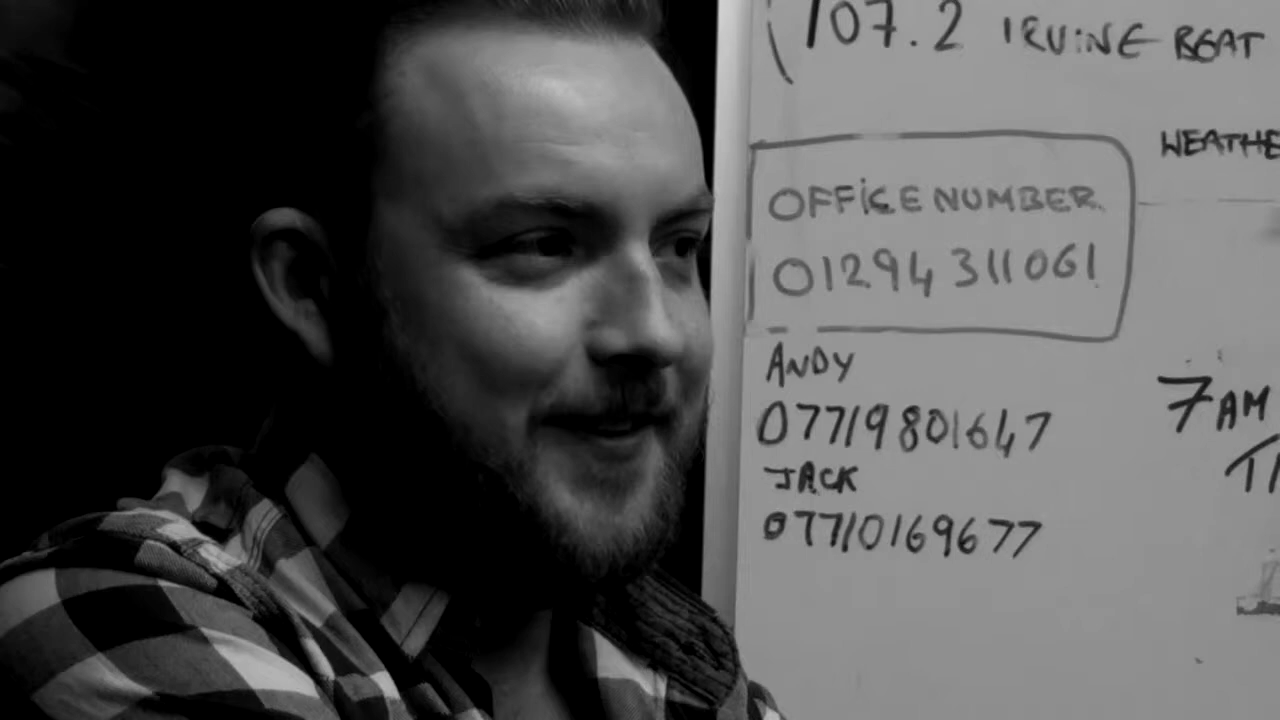 107.2 IRVINE BEAT
WEATHE
OFFICE NUMBER
01294 311061
ANDY
07719801647
JACK
07710169677
7AM